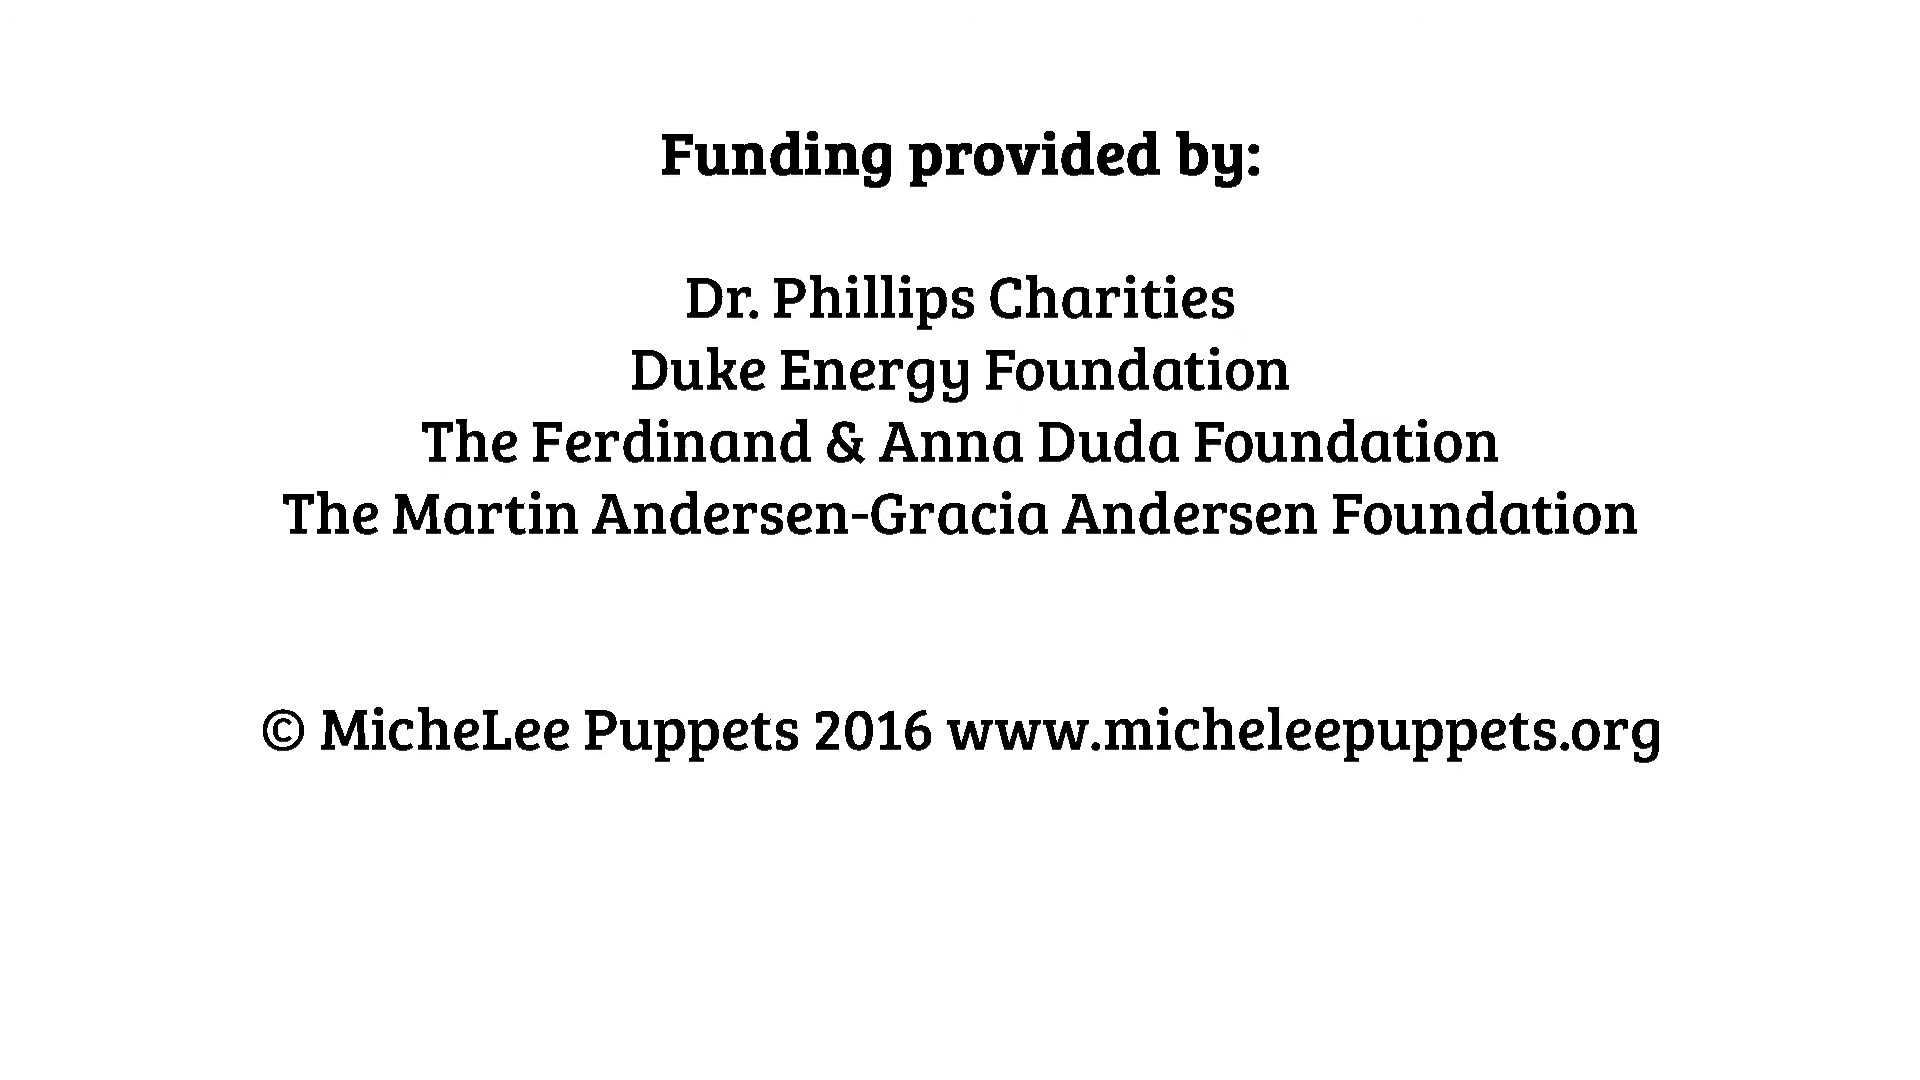 Funding provided by:
Dr. Phillips Charities
Duke Energy Foundation
The Ferdinand & Anna Duda Foundation
The Martin Andersen-Gracia Andersen Foundation
© MicheLee Puppets 2016 www.micheleepuppets.org